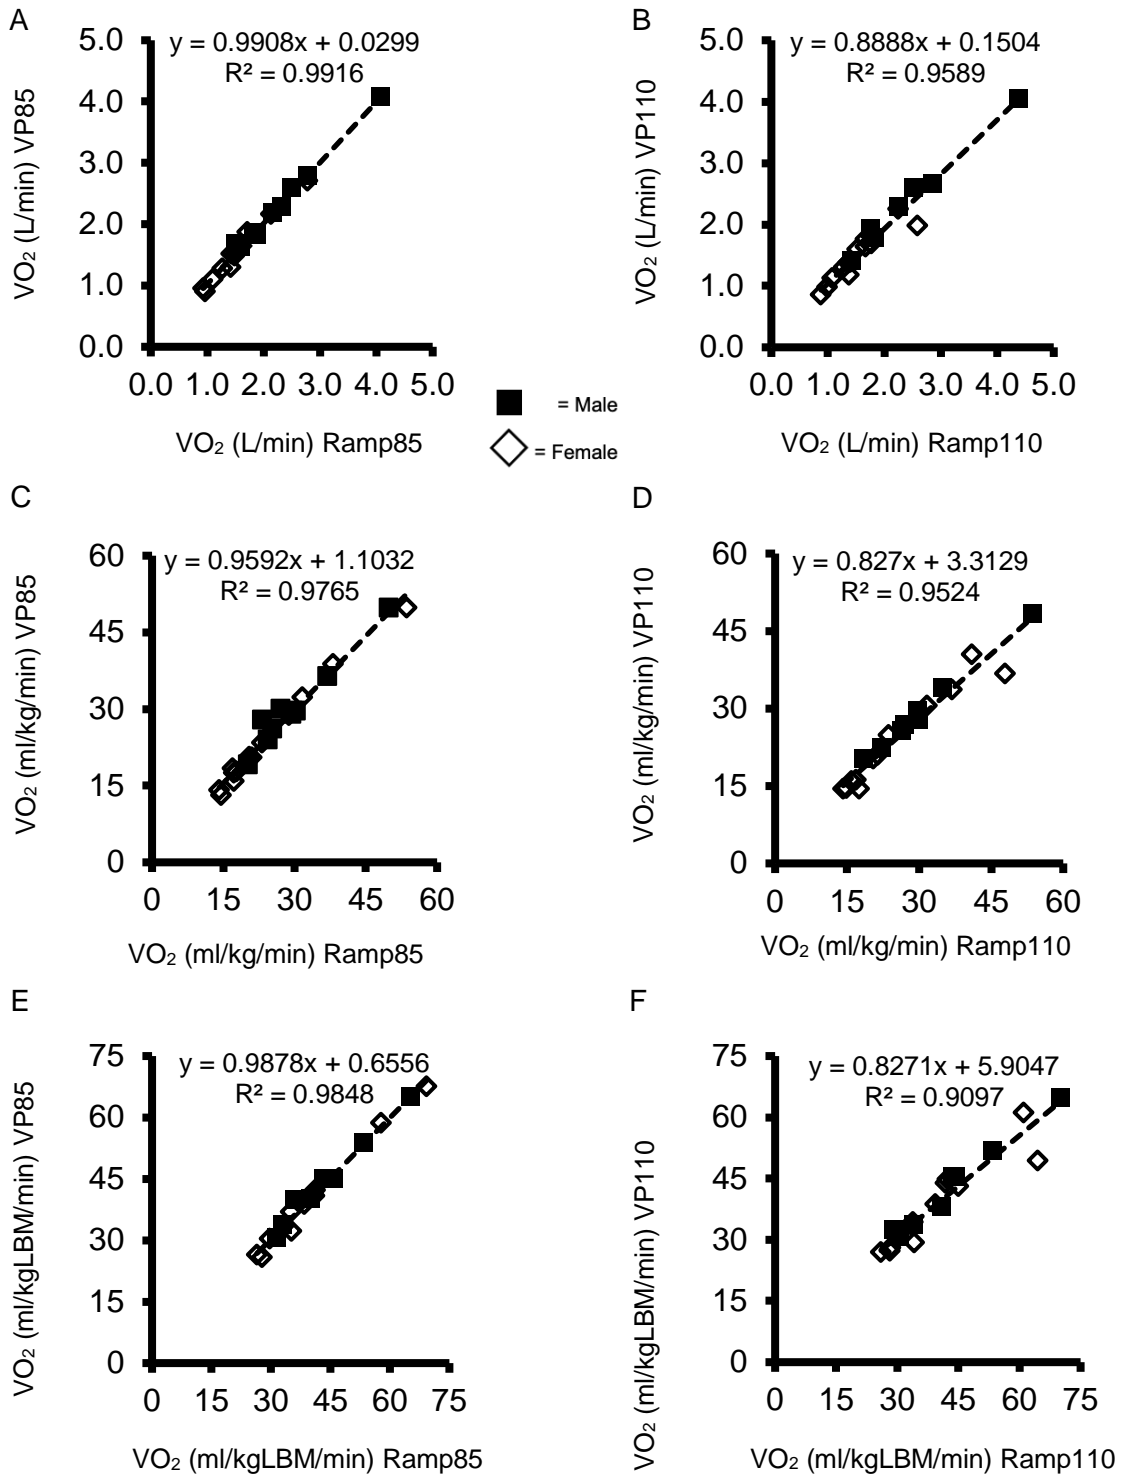 A
y = 0.9908x + 0.0299
R² = 0.9916
VO₂ (L/min) VP85
5.0
4.0
3.0
2.0
1.0
0.0
0.0 1.0 2.0 3.0 4.0 5.0
VO₂ (L/min) Ramp85
B
y = 0.8888x + 0.1504
R² = 0.9589
VO₂ (L/min) VP110
5.0
4.0
3.0
2.0
1.0
0.0
0.0 1.0 2.0 3.0 4.0 5.0
VO₂ (L/min) Ramp110
= Male
= Female
C
y = 0.9592x + 1.1032
R² = 0.9765
VO₂ (ml/kg/min) VP85
60
45
30
15
0
0 15 30 45 60
VO₂ (ml/kg/min) Ramp85
D
y = 0.827x + 3.3129
R² = 0.9524
VO₂ (ml/kg/min) VP110
60
45
30
15
0
0 15 30 45 60
VO₂ (ml/kg/min) Ramp110
E
y = 0.9878x + 0.6556
R² = 0.9848
VO₂ (ml/kgLBM/min) VP85
75
60
45
30
15
0
0 15 30 45 60 75
VO₂ (ml/kgLBM/min) Ramp85
F
y = 0.8271x + 5.9047
R² = 0.9097
VO₂ (ml/kgLBM/min) VP110
75
60
45
30
15
0
0 15 30 45 60 75
VO₂ (ml/kgLBM/min) Ramp110